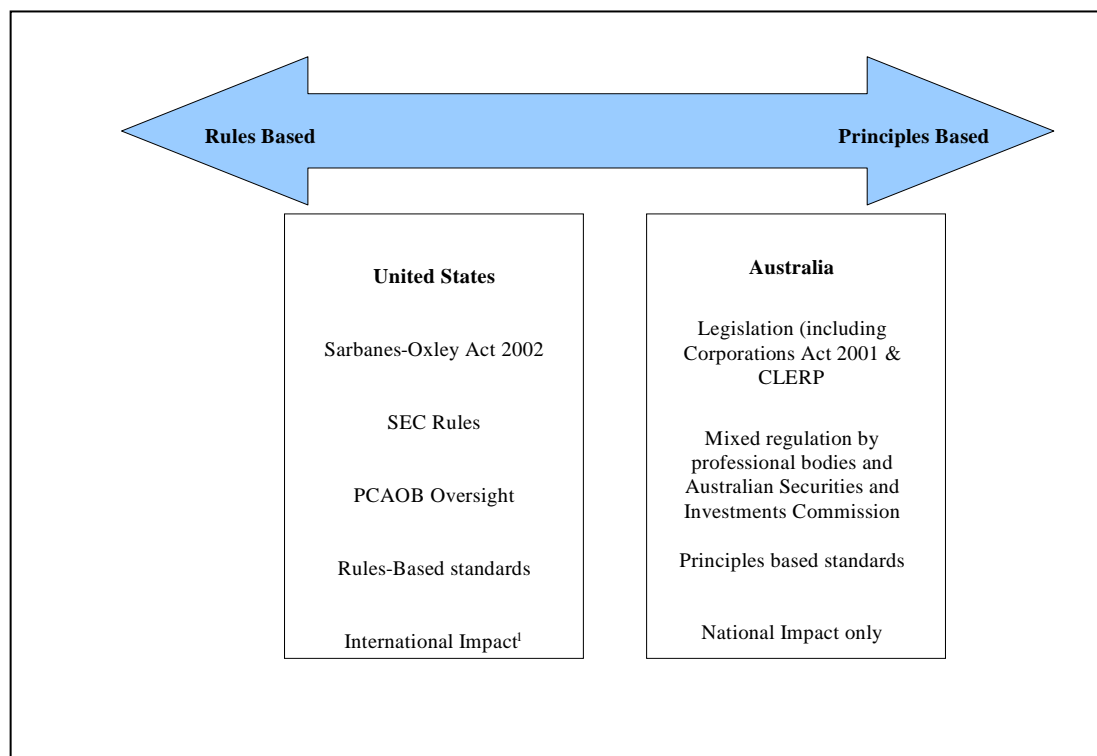 Rules Based
Principles Based
United States
Sarbanes-Oxley Act 2002
SEC Rules
PCAOB Oversight
Rules-Based standards
International Impact¹
Australia
Legislation (including
Corporations Act 2001 &
CLERP
Mixed regulation by
professional bodies and
Australian Securities and
Investments Commission
Principles based standards
National Impact only